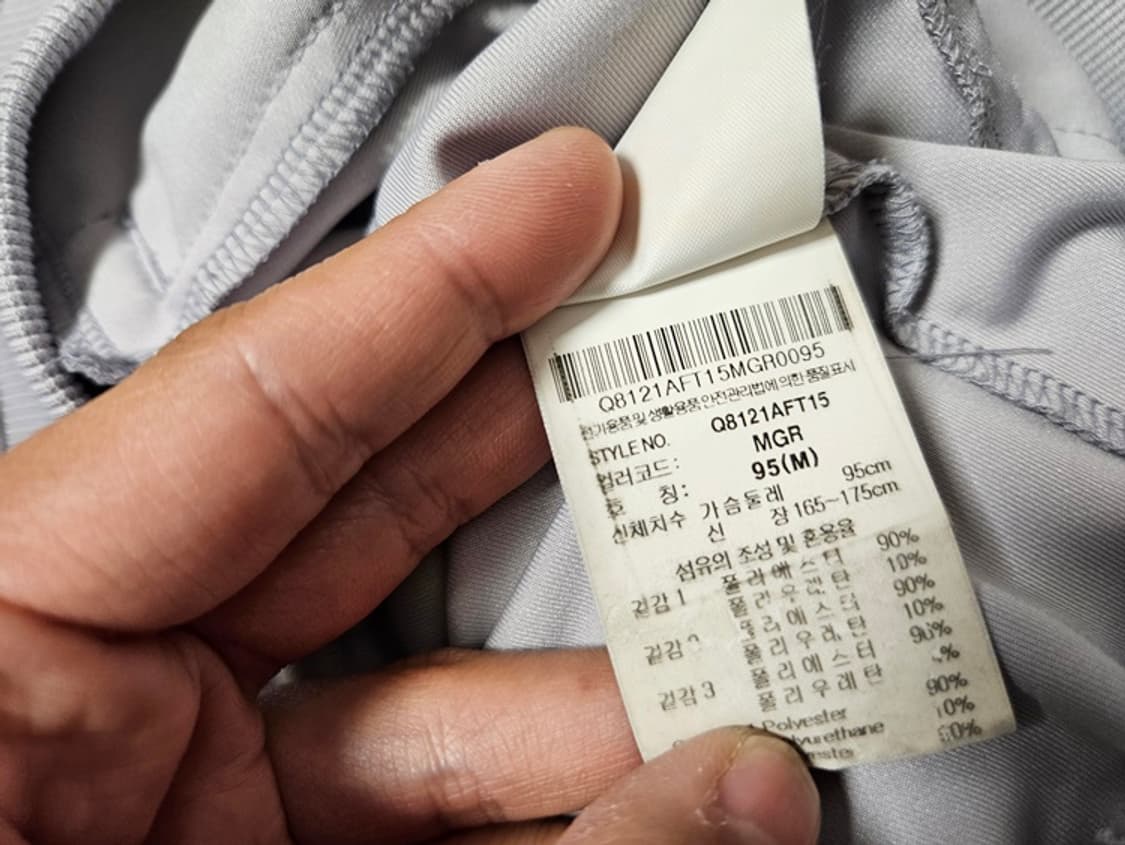 Q8121AFT15MGR0095
전기용품 및 생활용품 안전관리법에 의한 품질표시
STYLE NO. Q8121AFT15
컬러코드: MGR
호 칭: 95(M)
신체치수 가슴둘레 95cm
신 장 165~175cm
섬유의 조성 및 혼용율
겉감 1 폴리에스터 90%
폴리우레탄 10%
겉감 폴리에스터 90%
폴리우레탄 10%
겉감 3 폴리에스터
폴리우레탄
Polyester 90%